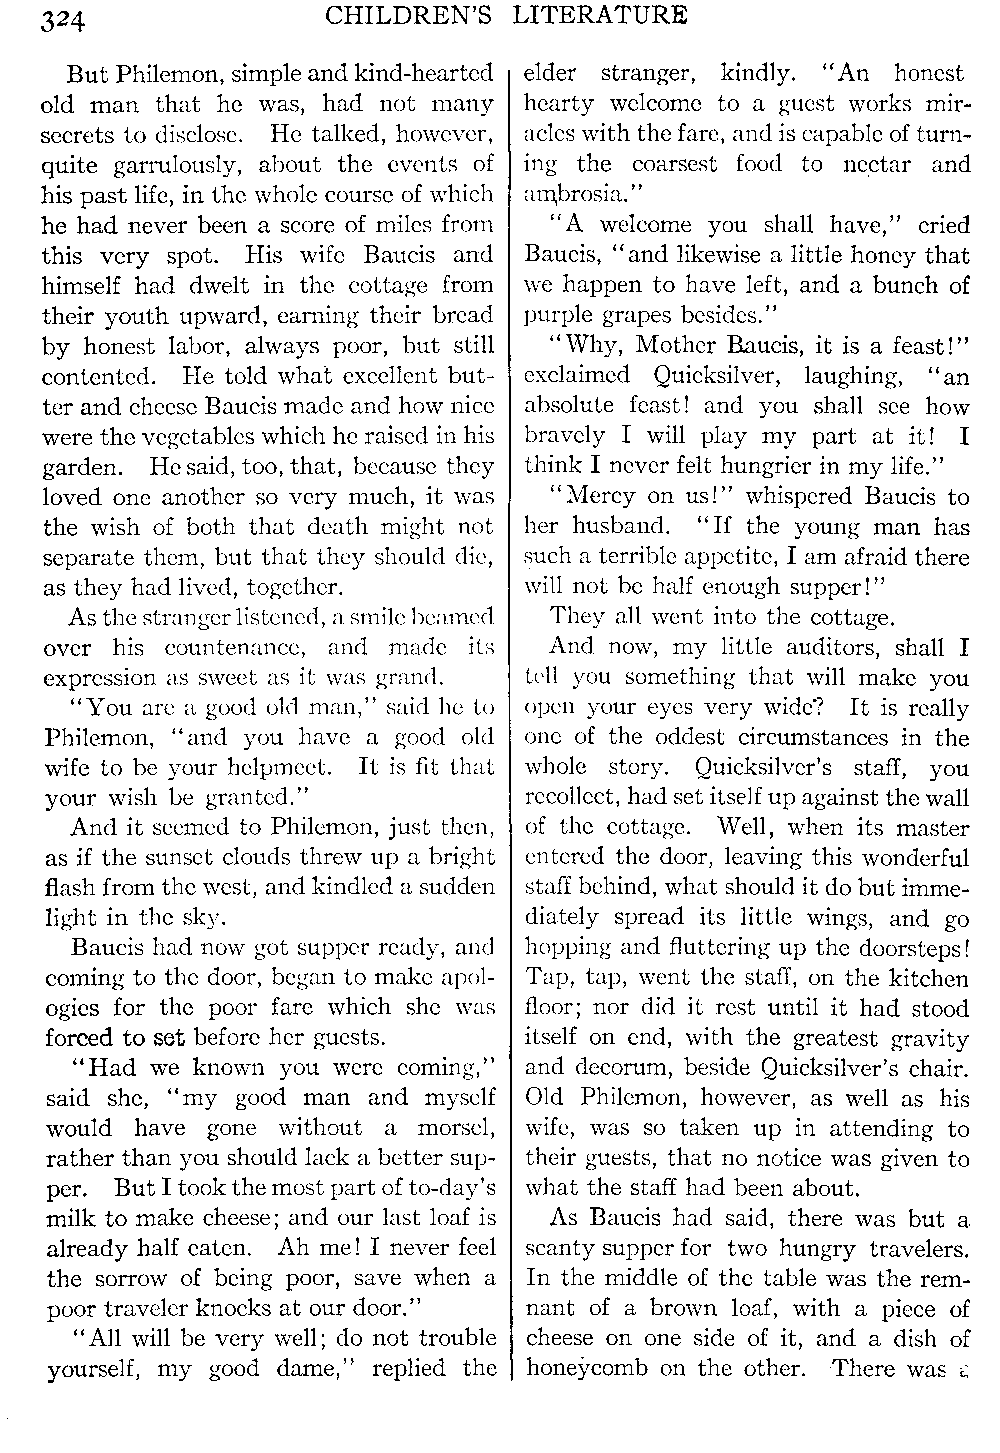 324
CHILDREN'S LITERATURE
But Philemon, simple and kind-hearted
old man that he was, had not many
secrets to disclose. He talked, however,
quite garrulously, about the events of
his past life, in the whole course of which
he had never been a score of miles from
this very spot. His wife Baucis and
himself had dwelt in the cottage from
their youth upward, earning their bread
by honest labor, always poor, but still
contented. He told what excellent but-
ter and cheese Baucis made and how nice
were the vegetables which he raised in his
garden. He said, too, that, because they
loved one another so very much, it was
the wish of both that death might not
separate them, but that they should die,
as they had lived, together.
As the stranger listened, a smile beamed
over his countenance, and made its
expression as sweet as it was grand.
"You are a good old man," said he to
Philemon, "and you have a good old
wife to be your helpmeet. It is fit that
your wish be granted."
And it seemed to Philemon, just then,
as if the sunset clouds threw up a bright
flash from the west, and kindled a sudden
light in the sky.
Baucis had now got supper ready, and
coming to the door, began to make apol-
ogies for the poor fare which she was
forced to set before her guests.
"Had we known you were coming,"
said she, "my good man and myself
would have gone without a morsel,
rather than you should lack a better sup-
per. But I took the most part of to-day's
milk to make cheese; and our last loaf is
already half eaten. Ah me! I never feel
the sorrow of being poor, save when a
poor traveler knocks at our door."
"All will be very well; do not trouble
yourself, my good dame," replied the
elder stranger, kindly. "An honest
hearty welcome to a guest works mir-
acles with the fare, and is capable of turn-
ing the coarsest food to nectar and
ambrosia."
"A welcome you shall have," cried
Baucis, "and likewise a little honey that
we happen to have left, and a bunch of
purple grapes besides."
"Why, Mother Baucis, it is a feast!"
exclaimed Quicksilver, laughing, "an
absolute feast! and you shall see how
bravely I will play my part at it! I
think I never felt hungrier in my life."
"Mercy on us!" whispered Baucis to
her husband. "If the young man has
such a terrible appetite, I am afraid there
will not be half enough supper!"
They all went into the cottage.
And now, my little auditors, shall I
tell you something that will make you
open your eyes very wide? It is really
one of the oddest circumstances in the
whole story. Quicksilver's staff, you
recollect, had set itself up against the wall
of the cottage. Well, when its master
entered the door, leaving this wonderful
staff behind, what should it do but imme-
diately spread its little wings, and go
hopping and fluttering up the doorsteps!
Tap, tap, went the staff, on the kitchen
floor; nor did it rest until it had stood
itself on end, with the greatest gravity
and decorum, beside Quicksilver's chair.
Old Philemon, however, as well as his
wife, was so taken up in attending to
their guests, that no notice was given to
what the staff had been about.
As Baucis had said, there was but a
scanty supper for two hungry travelers.
In the middle of the table was the rem-
nant of a brown loaf, with a piece of
cheese on one side of it, and a dish of
honeycomb on the other. There was a